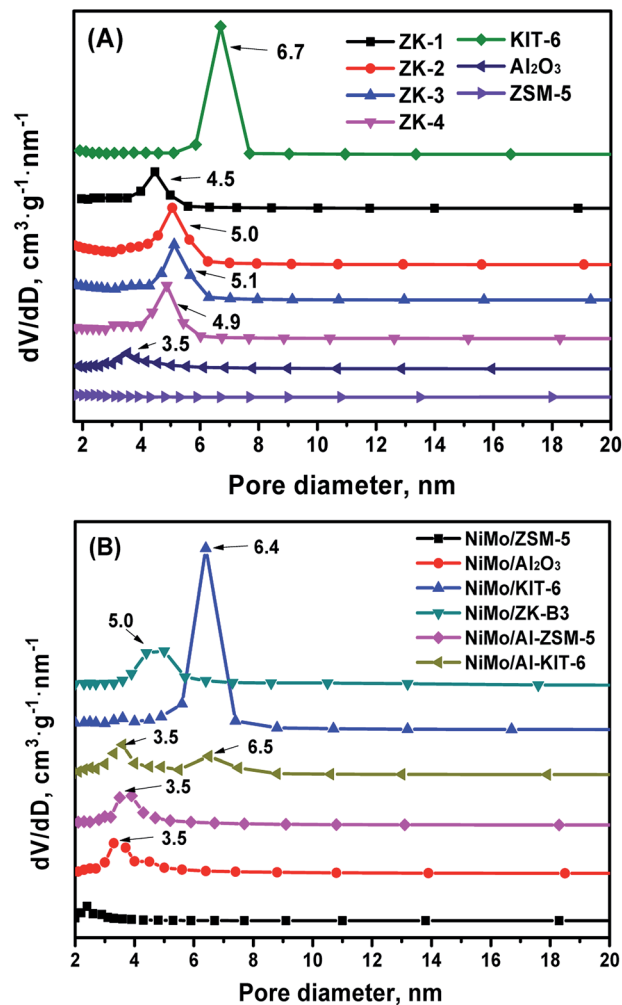 (A)
6.7
ZK-1
ZK-2
ZK-3
ZK-4
KIT-6
Al₂O₃
ZSM-5
4.5
5.0
5.1
4.9
3.5
dV/dD, cm³·g⁻¹·nm⁻¹
2 4 6 8 10 12 14 16 18 20
Pore diameter, nm
(B)
6.4
NiMo/ZSM-5
NiMo/Al₂O₃
NiMo/KIT-6
NiMo/ZK-B3
NiMo/Al-ZSM-5
NiMo/Al-KIT-6
5.0
3.5
6.5
3.5
3.5
dV/dD, cm³·g⁻¹·nm⁻¹
2 4 6 8 10 12 14 16 18 20
Pore diameter, nm